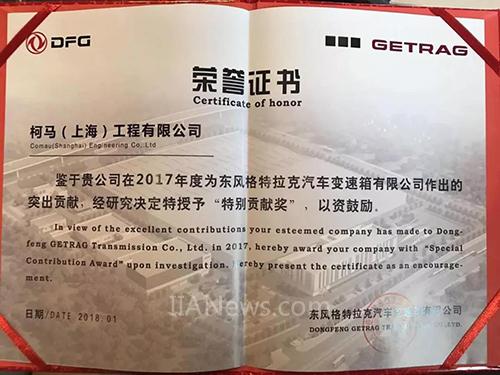 DFG
GETRAG
荣誉证书
Certificate of honor
柯马（上海）工程有限公司
Comau(Shanghai) Engineering Co.,Ltd
鉴于贵公司在2017年度为东风格特拉克汽车变速箱有限公司作出的
突出贡献，经研究决定特授予“特别贡献奖”，以资鼓励。
In view of the excellent contributions your esteemed company has made to Dong-
feng GETRAG Transmission Co., Ltd. in 2017, hereby award your company with "Special
Contribution Award" upon investigation. Hereby present the certificate as an encourage-
ment.
IIANews.com
日期/DATE 2018.01
东风格特拉克汽车变速箱有限公司
DONGFENG GETRAG CO.,LTD.